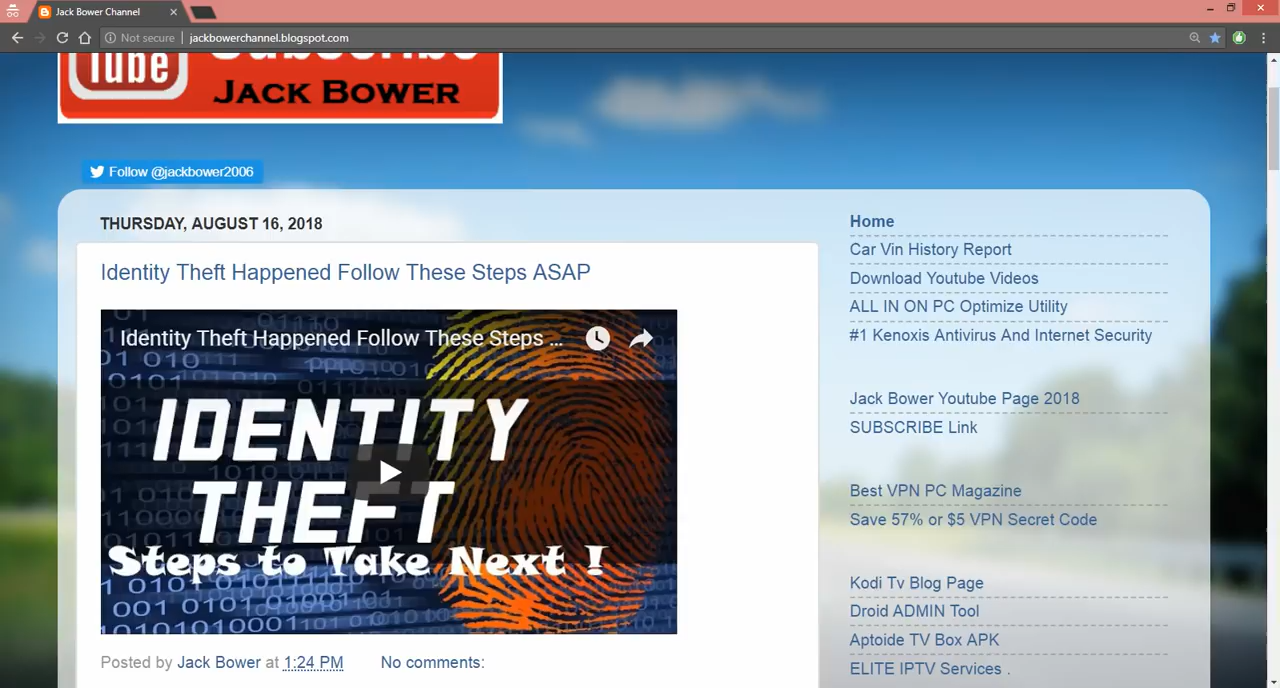 Jack Bower Channel
Not secure | jackbowerchannel.blogspot.com
Tube
Subscribe
JACK BOWER
Follow @jackbower2006
THURSDAY, AUGUST 16, 2018
Identity Theft Happened Follow These Steps ASAP
Identity Theft Happened Follow These Steps ...
IDENTITY
THEFT
Steps to Take Next !
Posted by Jack Bower at 1:24 PM No comments:
Home
Car Vin History Report
Download Youtube Videos
ALL IN ON PC Optimize Utility
#1 Kenoxis Antivirus And Internet Security
Jack Bower Youtube Page 2018
SUBSCRIBE Link
Best VPN PC Magazine
Save 57% or $5 VPN Secret Code
Kodi Tv Blog Page
Droid ADMIN Tool
Aptoide TV Box APK
ELITE IPTV Services .